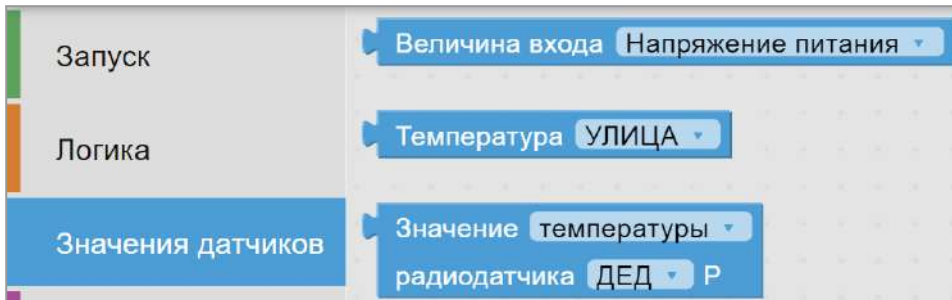 Запуск
Логика
Значения датчиков
Величина входа Напряжение питания
Температура УЛИЦА
Значение температуры
радиодатчика ДЕД Р